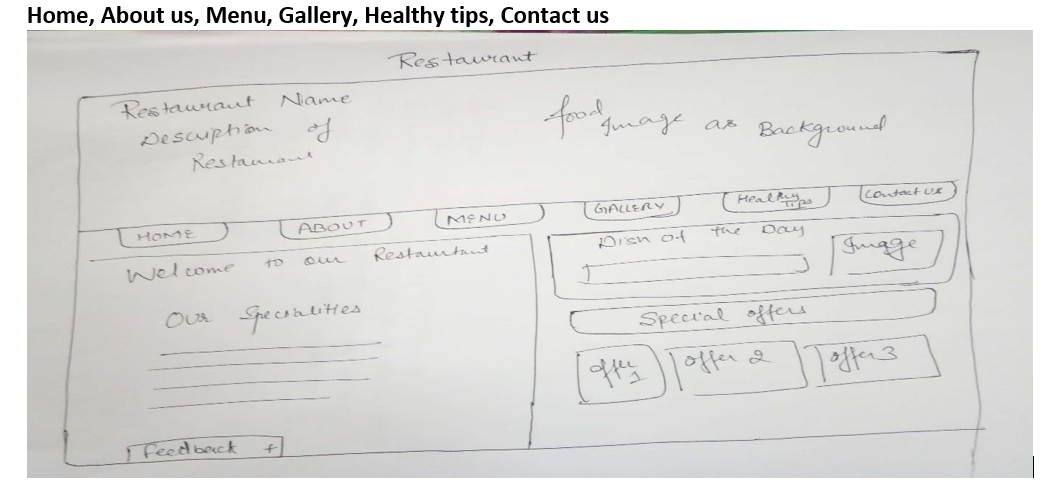 Home, About us, Menu, Gallery, Healthy tips, Contact us
Restaurant
Restaurant Name
Description of
Restaurant
food Image as Background
HOME
ABOUT
MENU
GALLERY
Healthy Tips
Contact us
Welcome to our Restaurtant
Our Specialities
Feedback +
Dish of the Day
Image
Special offers
offer 1
offer 2
offer 3